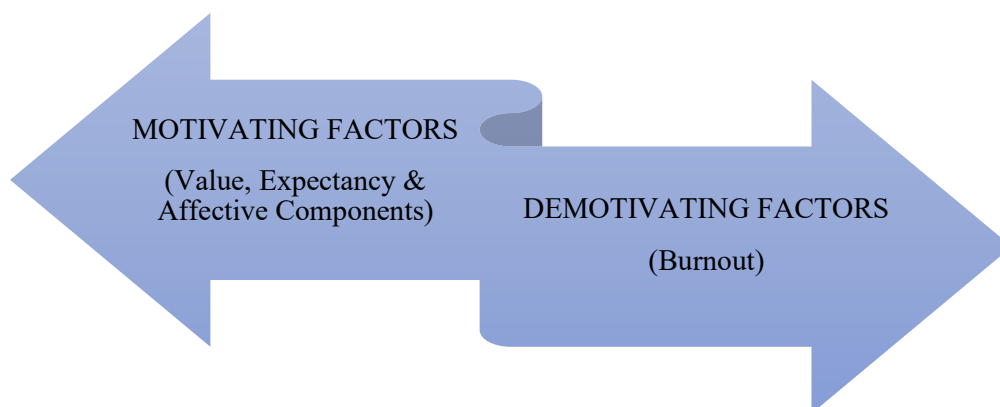 MOTIVATING FACTORS
(Value, Expectancy &
Affective Components)
DEMOTIVATING FACTORS
(Burnout)